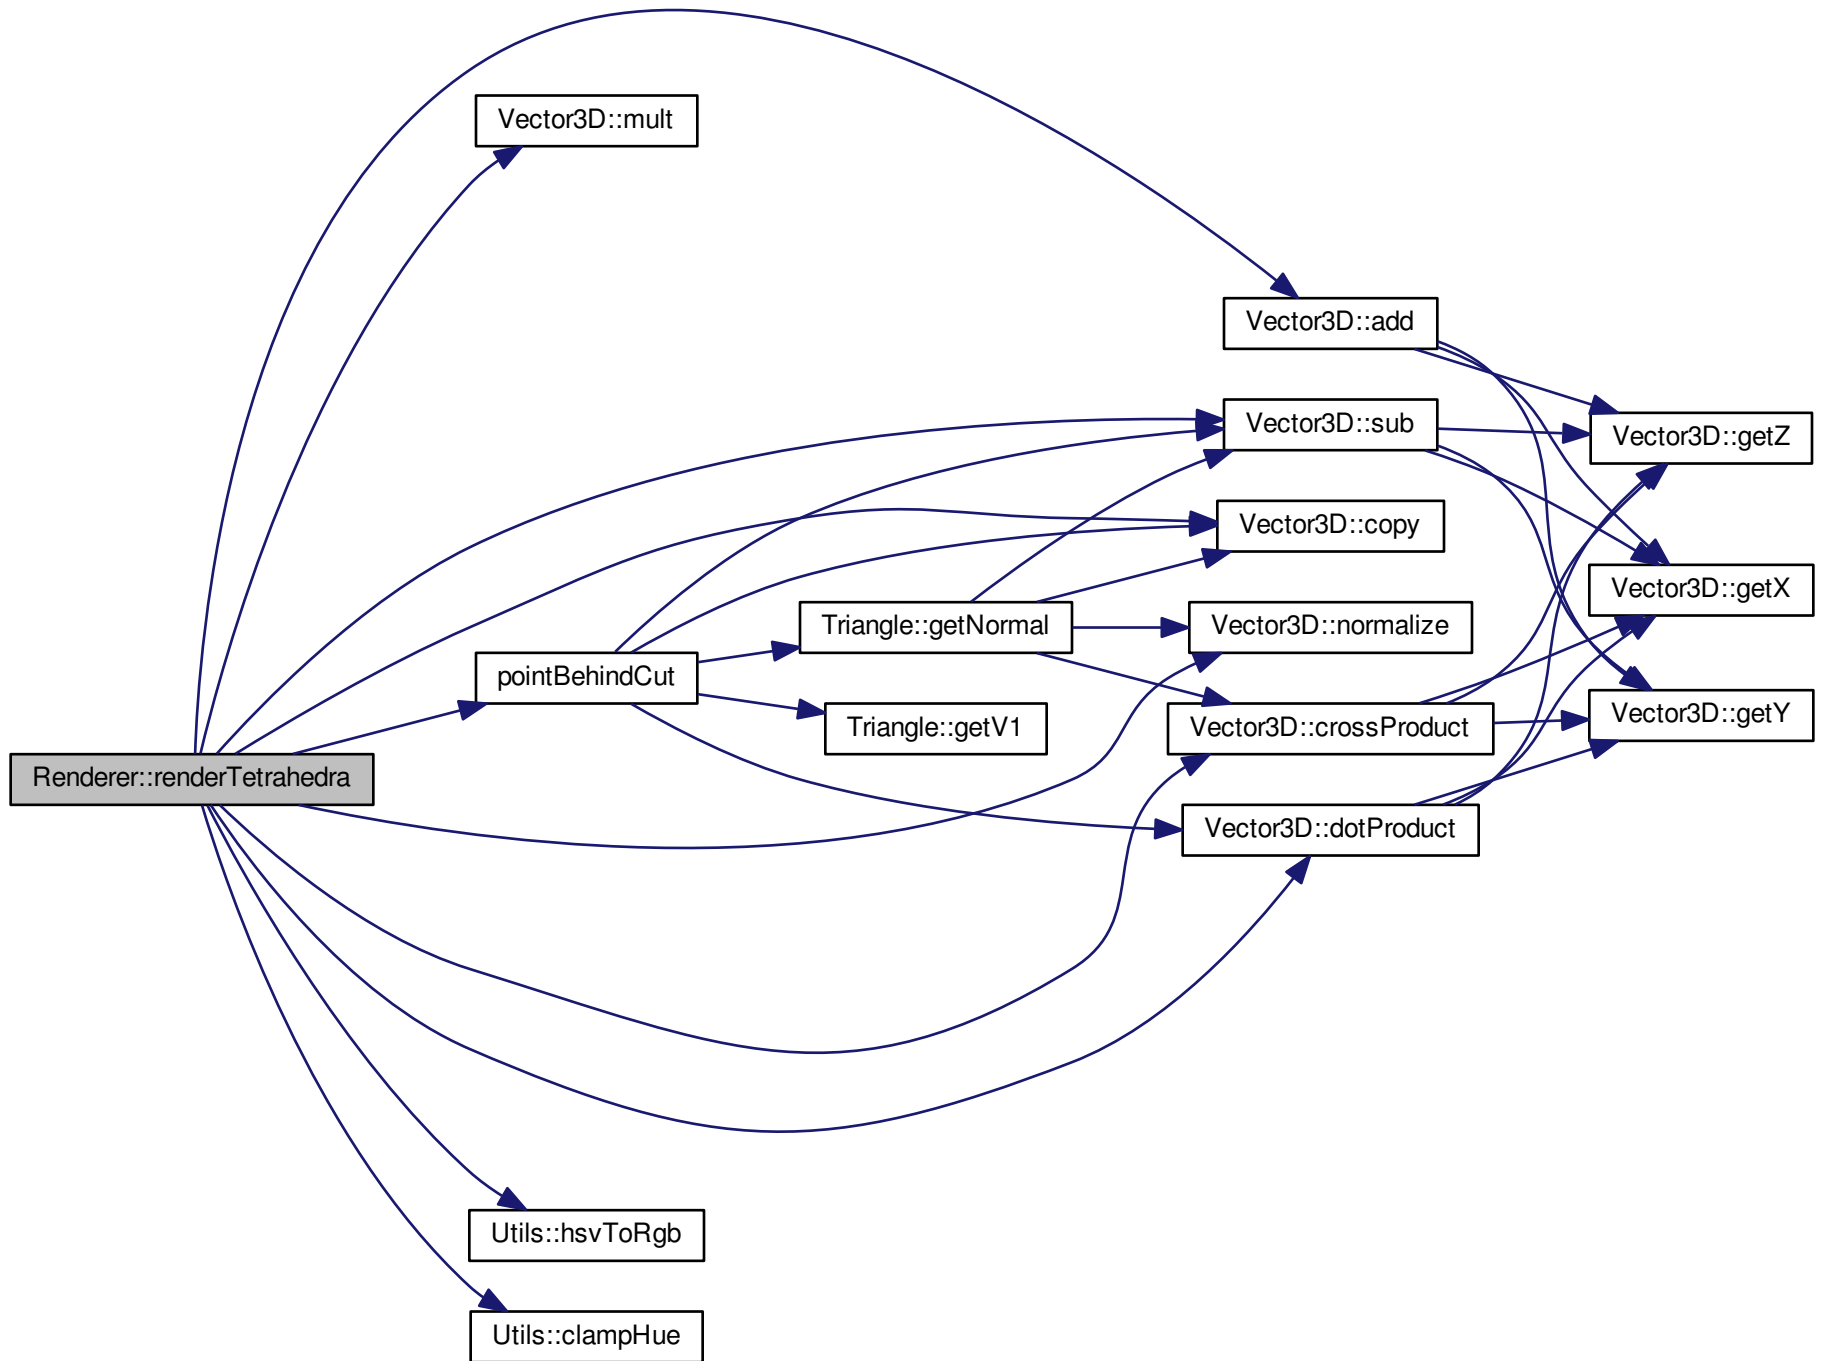 Vector3D::mult
Vector3D::add
Vector3D::sub
Vector3D::getZ
Vector3D::copy
Vector3D::getX
Triangle::getNormal
Vector3D::normalize
pointBehindCut
Vector3D::getY
Triangle::getV1
Vector3D::crossProduct
Renderer::renderTetrahedra
Vector3D::dotProduct
Utils::hsvToRgb
Utils::clampHue